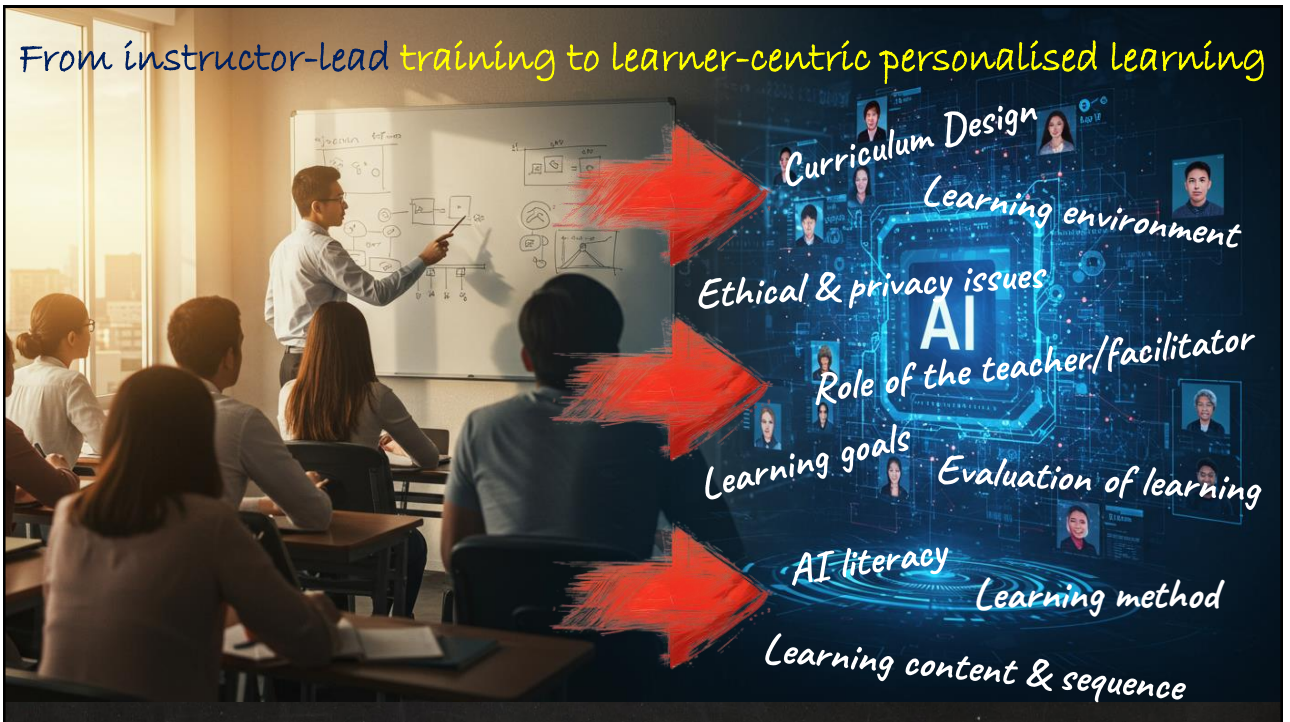 From instructor-lead training to learner-centric personalised learning
Curriculum Design
Learning environment
Ethical & privacy issues
AI
Role of the teacher/facilitator
Learning goals
Evaluation of learning
AI literacy
Learning method
Learning content & sequence